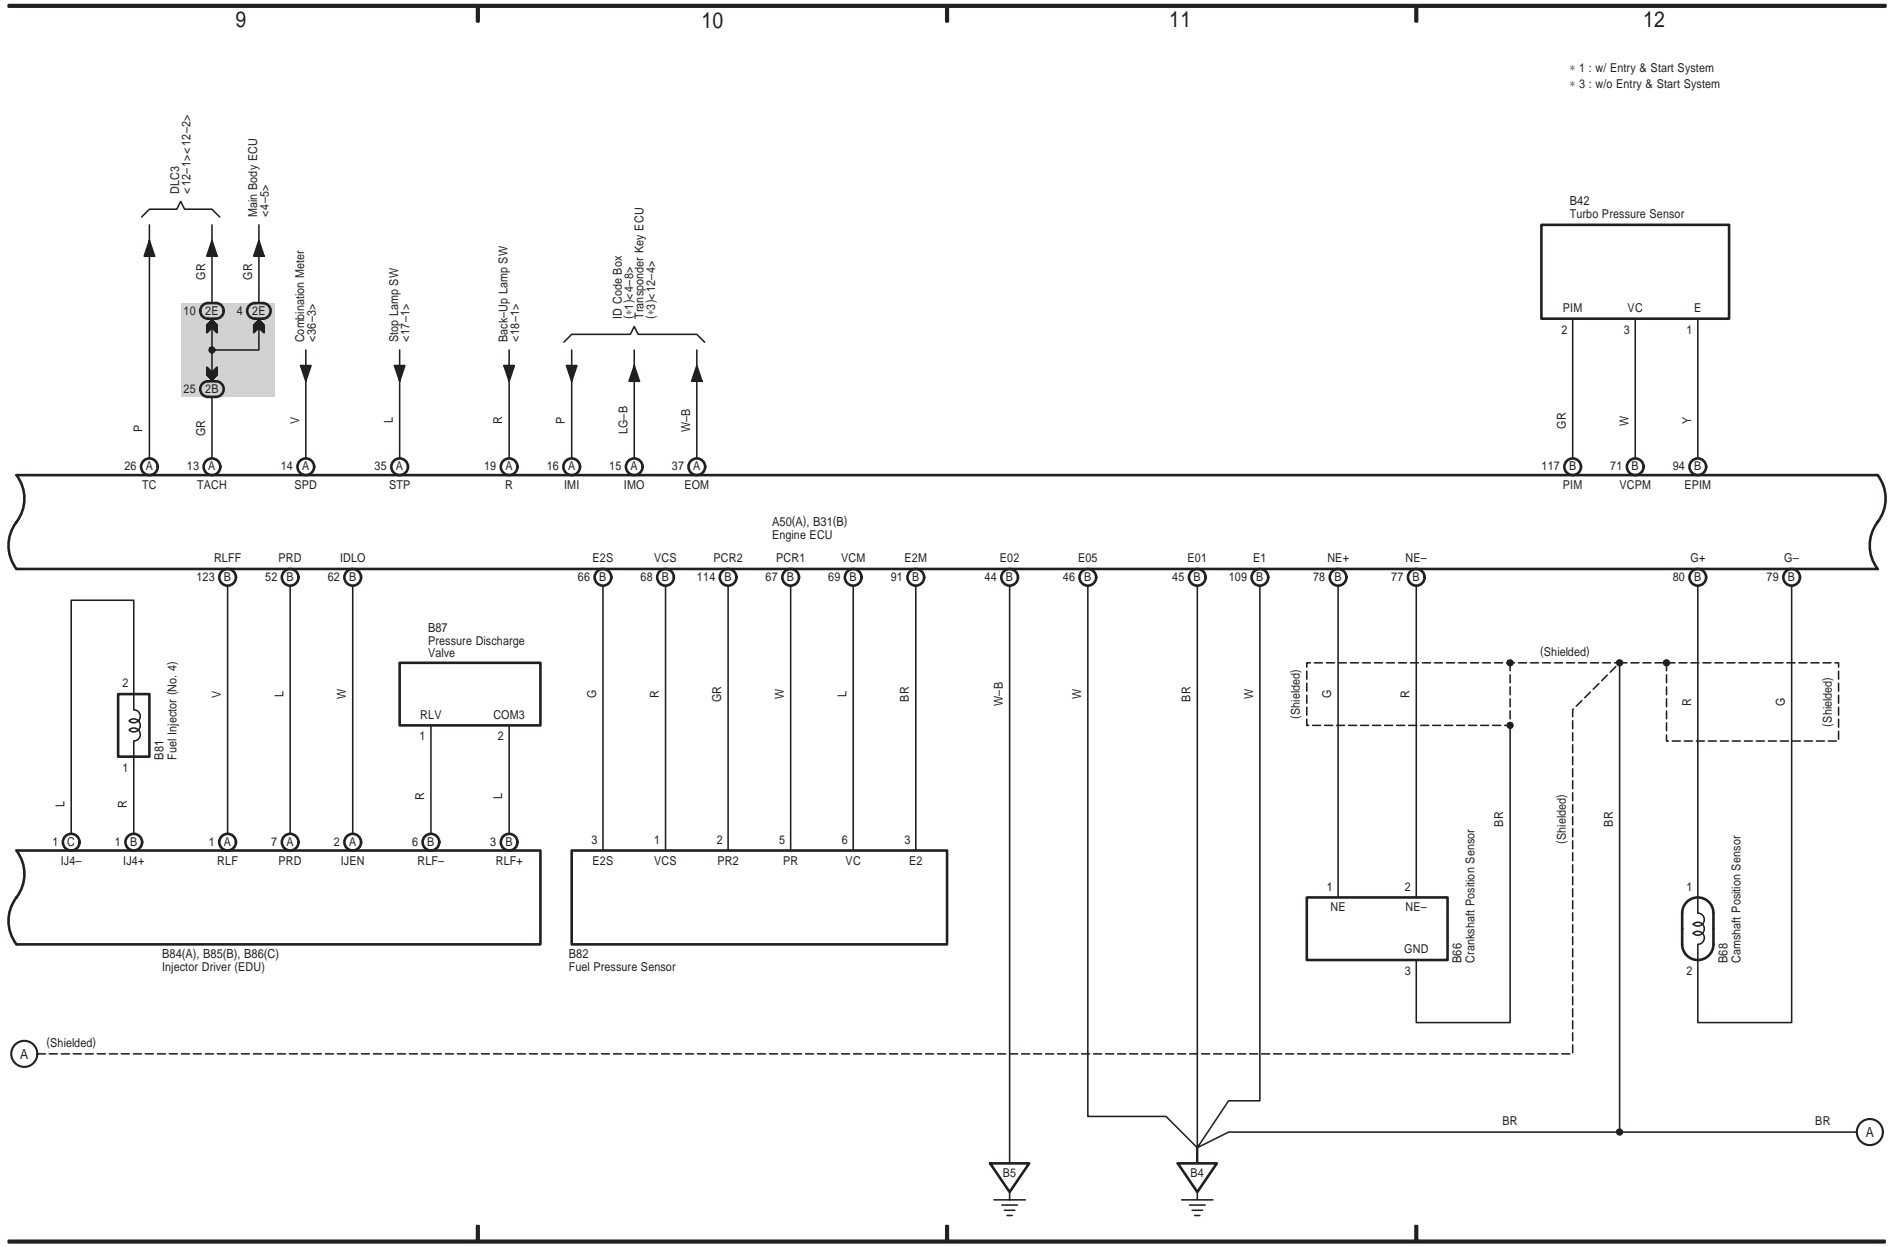 9
10
11
12
* 1 : w/ Entry & Start System
* 3 : w/o Entry & Start System
DLC3
<12–1><12–2>
Main Body ECU
<4–5>
Combination Meter
<36–3>
Stop Lamp SW
<17–1>
Back–Up Lamp SW
<18–1>
ID Code Box
(*1)<4–8>
Transponder Key ECU
(*3)<12–4>
B42
Turbo Pressure Sensor
PIM VC E
2 3 1
GR GR
10 2E 4 2E
25 2B
P GR V L R P LG–B W–B GR W Y
26 A 13 A 14 A 35 A 19 A 16 A 15 A 37 A 117 B 71 B 94 B
TC TACH SPD STP R IMI IMO EOM PIM VCPM EPIM
A50(A), B31(B)
Engine ECU
RLFF PRD IDLO E2S VCS PCR2 PCR1 VCM E2M E02 E05 E01 E1 NE+ NE– G+ G–
123 B 52 B 62 B 66 B 68 B 114 B 67 B 69 B 91 B 44 B 46 B 45 B 109 B 78 B 77 B 80 B 79 B
B87
Pressure Discharge
Valve
RLV COM3
1 2
2
B81
Fuel Injector (No. 4)
1
V L W G R GR W L BR W–B W BR W
(Shielded)
G R
(Shielded)
R G
(Shielded)
L R R L
BR
(Shielded)
BR
1 C 1 B 1 A 7 A 2 A 6 B 3 B 3 1 2 5 6 3
IJ4– IJ4+ RLF PRD IJEN RLF– RLF+ E2S VCS PR2 PR VC E2
B84(A), B85(B), B86(C)
Injector Driver (EDU)
B82
Fuel Pressure Sensor
1 2
NE NE–
GND
3
B66
Crankshaft Position Sensor
1
2
B68
Camshaft Position Sensor
A (Shielded)
BR BR A
B5 B4